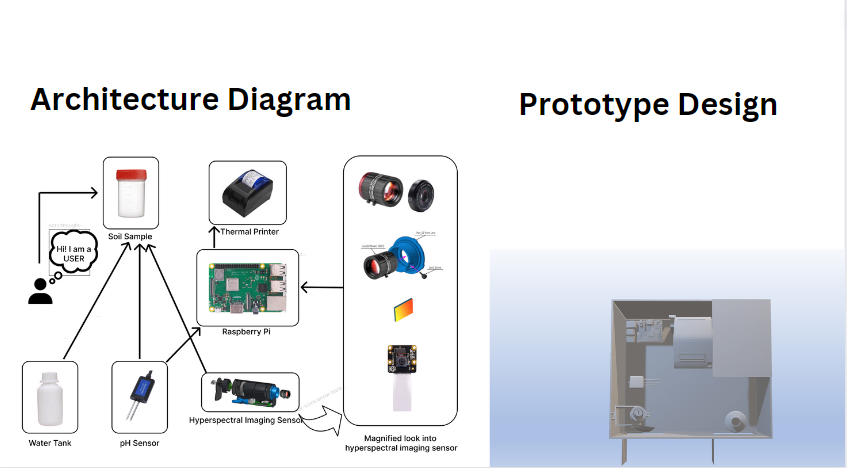 Architecture Diagram
Prototype Design
Soil Sample
Thermal Printer
Hi! I am a
USER
Raspberry Pi
Water Tank
pH Sensor
Hyperspectral Imaging Sensor
Magnified look into
hyperspectral imaging sensor